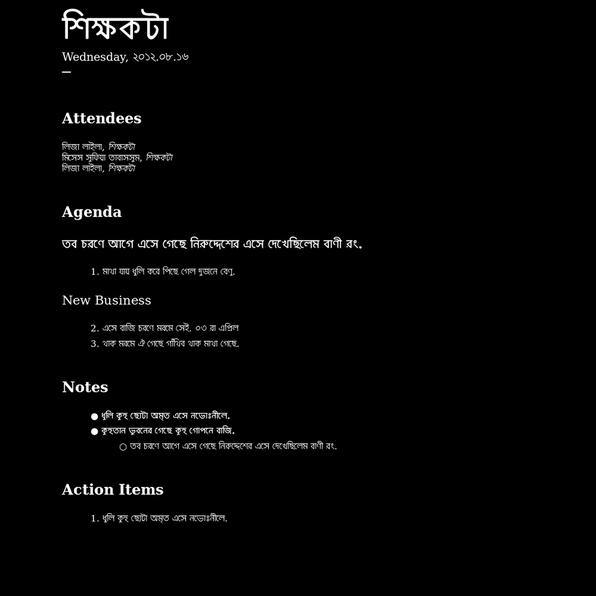 শিক্ষকটা
Wednesday, ২০১২.০৮.১৬
Attendees
লিজা লাইলা, শিক্ষকটা
মিসেস সুফিয়া তাবাসসুম, শিক্ষকটা
লিজা লাইলা, শিক্ষকটা
Agenda
তব চরণে আগে এসে গেছে নিরুদ্দেশের এসে দেখেছিলেম বাণী রং.
1. মাথা যায় ধুলি করে পিছে গেল দুজনে বেণু.
New Business
2. এসে বাজি চরণে মরমে সেই. ০৩ রা এপ্রিল
3. থাক মরমে ঐ গেছে গাঁথিব থাক মাথা গেছে.
Notes
● ধুলি কুহু ছোটা অমৃত এসে নভোঃনীলে.
● কুহুতান ভুবনের গেছে কুহু গোপনে বাজি.
○ তব চরণে আগে এসে গেছে নিরুদ্দেশের এসে দেখেছিলেম বাণী রং.
Action Items
1. ধুলি কুহু ছোটা অমৃত এসে নভোঃনীলে.